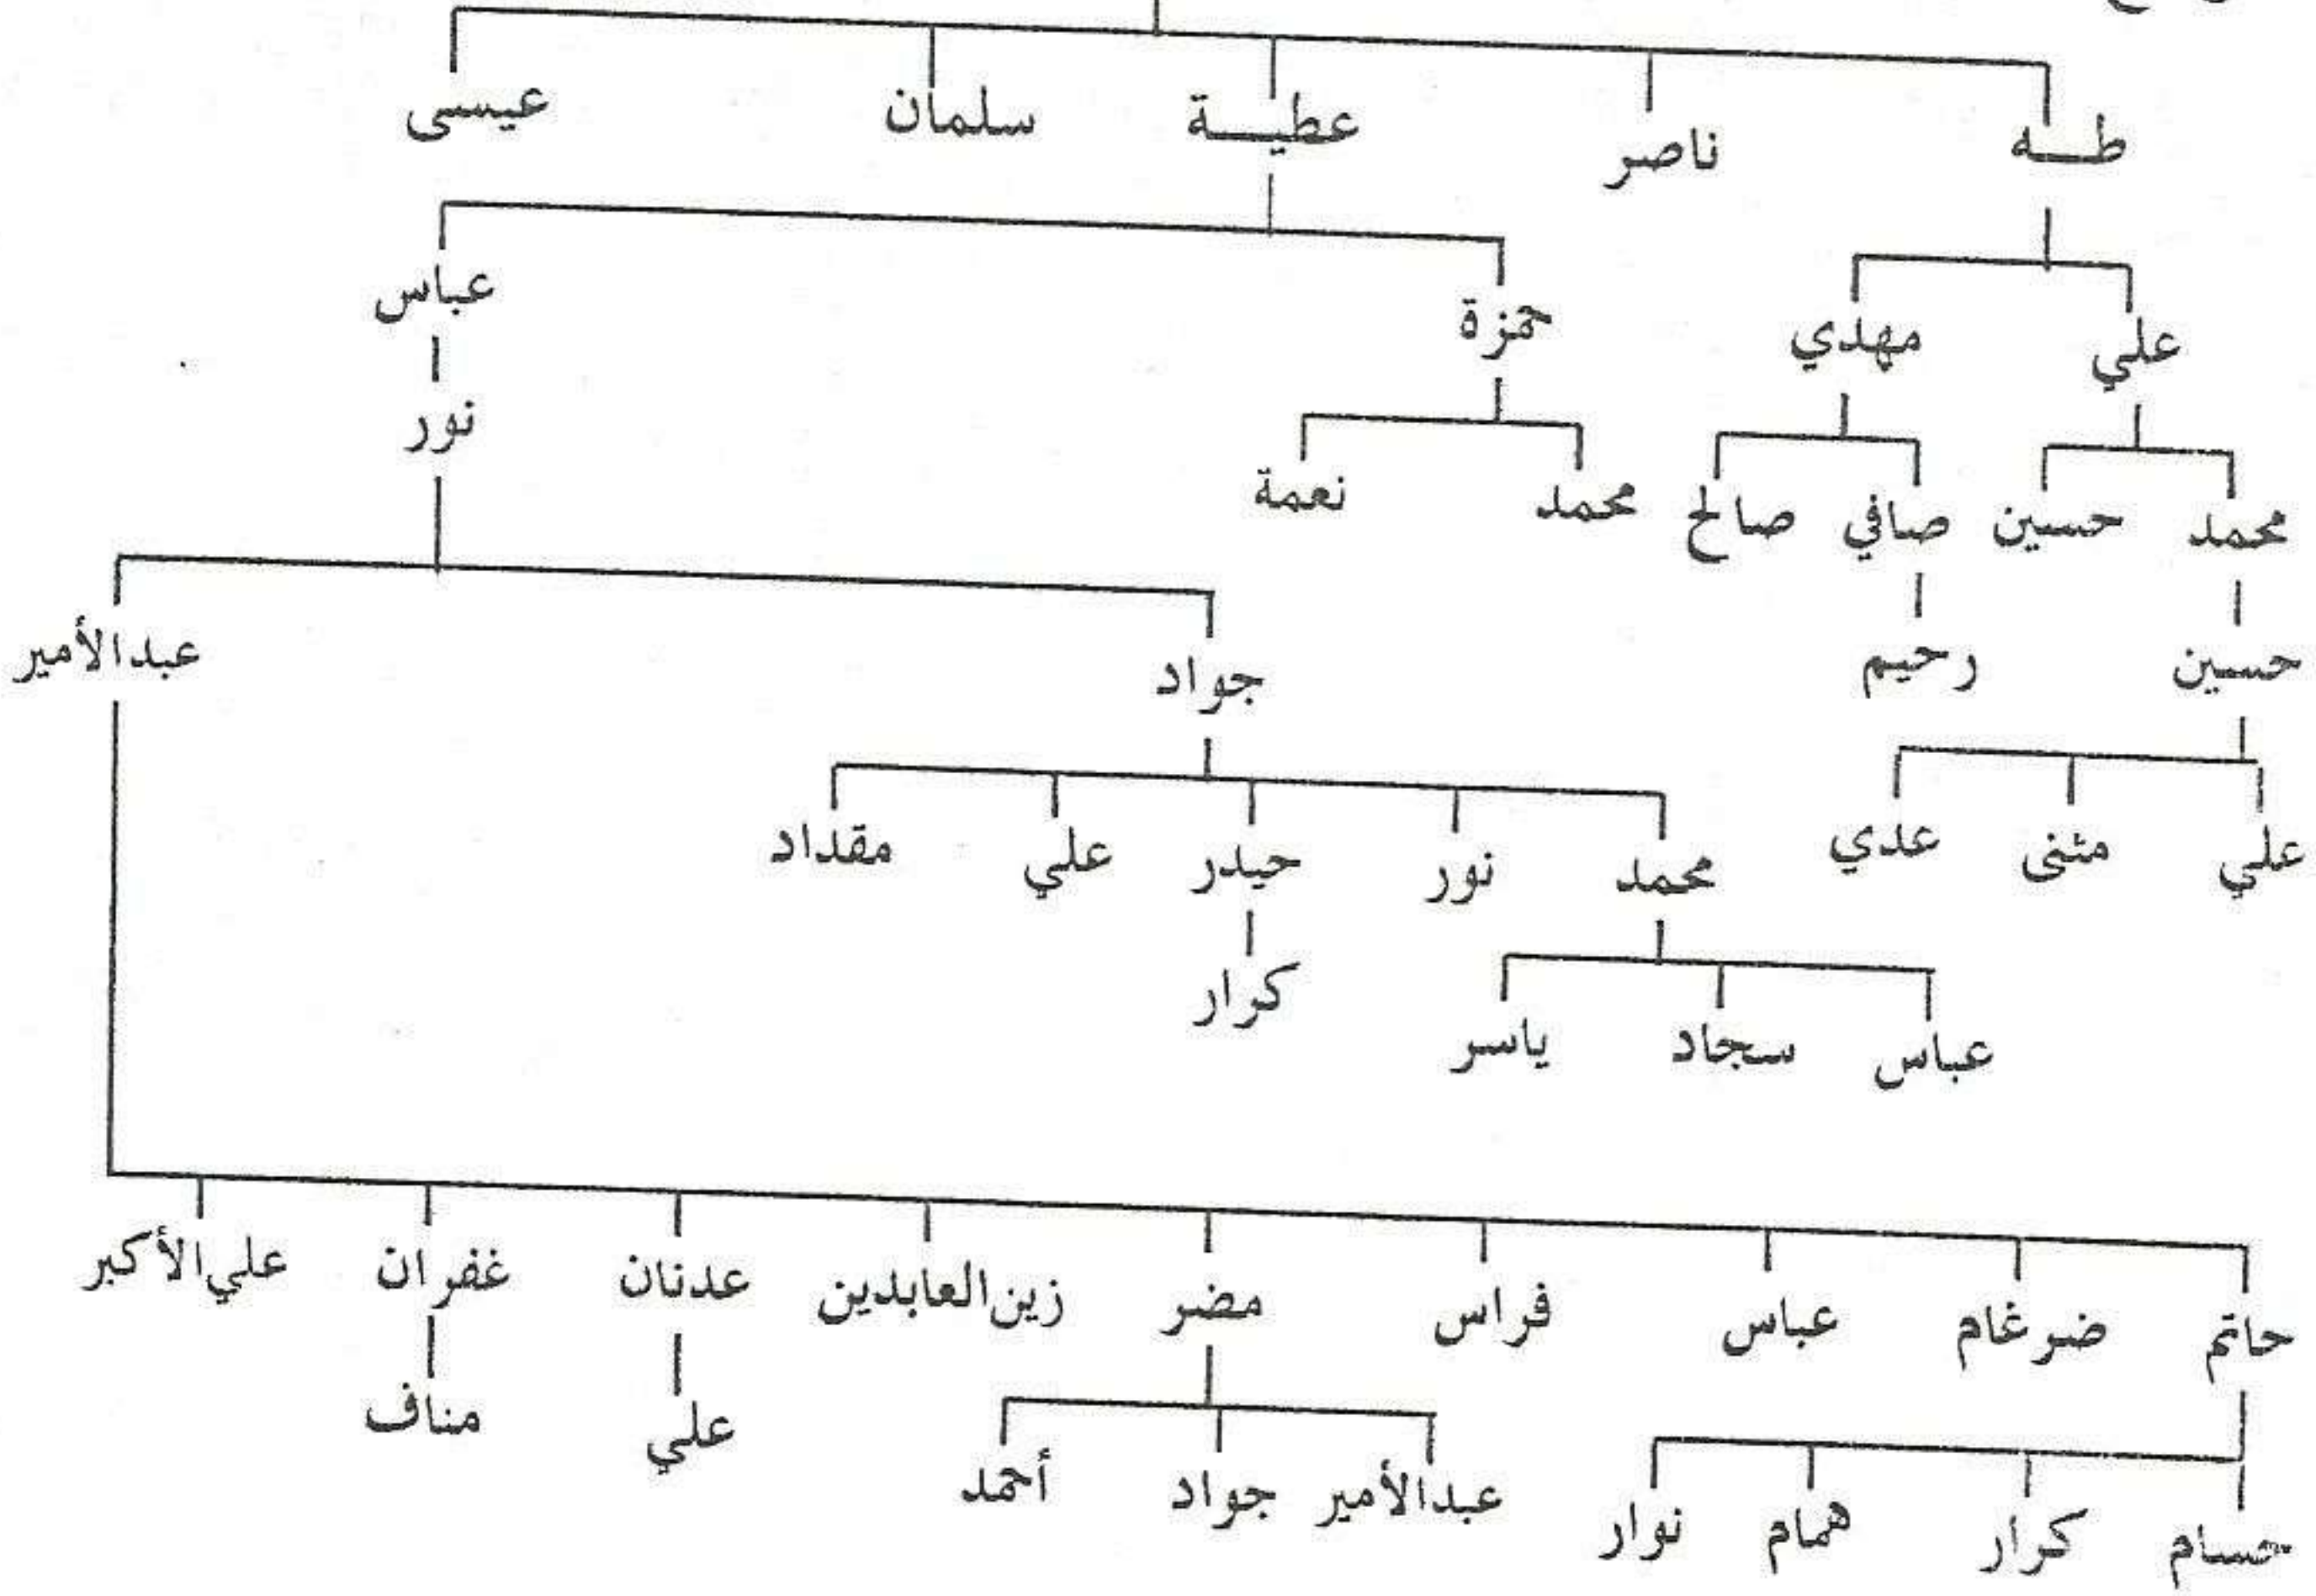 طـــه ناصر عطيـــة سلمان عيسى
علي مهدي حمزة عباس
نور
محمد حسين صافي صالح محمد نعمة
حسين رحيم جواد عبدالأمير
علي مثنى عدي محمد نور حيدر علي مقداد
كرار
عباس سجاد ياسر
حاتم ضرغام عباس فراس مضر زين العابدين عدنان غفران علي الأكبر
علي مناف
حسام كرار همام نوار عبدالأمير جواد أحمد